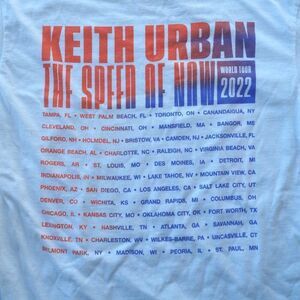 KEITH URBAN
THE SPEED OF NOW WORLD TOUR 2022
TAMPA, FL • WEST PALM BEACH, FL • TORONTO, ON • CANANDAIGUA, NY
CLEVELAND, OH • CINCINNATI, OH • MANSFIELD, MA • BANGOR, ME
GILFORD, NH • HOLMDEL, NJ • BRISTOW, VA • CAMDEN, NJ • JACKSONVILLE, FL
ORANGE BEACH, AL • CHARLOTTE, NC • RALEIGH, NC • VIRGINIA BEACH, VA
ROGERS, AR • ST. LOUIS, MO • DES MOINES, IA • DETROIT, MI
INDIANAPOLIS, IN • MILWAUKEE, WI • LAKE TAHOE, NV • MOUNTAIN VIEW, CA
PHOENIX, AZ • SAN DIEGO, CA • LOS ANGELES, CA • SALT LAKE CITY, UT
DENVER, CO • WICHITA, KS • GRAND RAPIDS, MI • COLUMBUS, OH
CHICAGO, IL • KANSAS CITY, MO • OKLAHOMA CITY, OK • FORT WORTH, TX
LEXINGTON, KY • NASHVILLE, TN • ATLANTA, GA • SAVANNAH, GA
KNOXVILLE, TN • CHARLESTON, WV • WILKES-BARRE, PA • UNCASVILLE, CT
BELMONT PARK, NY • MADISON, WI • PEORIA, IL • ST. PAUL, MN